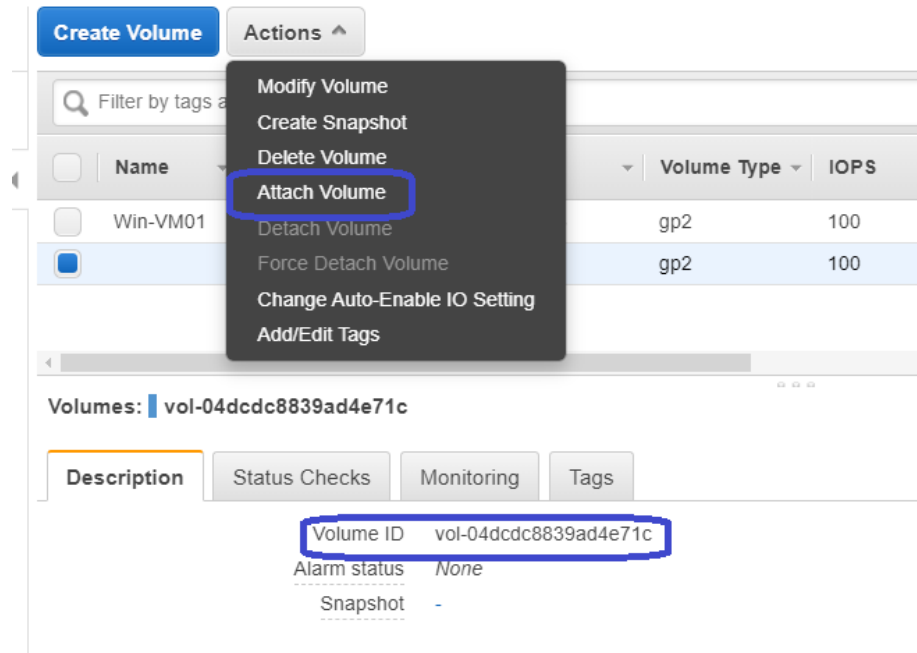 Create Volume Actions
Filter by tags a
Modify Volume
Create Snapshot
Delete Volume
Attach Volume
Detach Volume
Force Detach Volume
Change Auto-Enable IO Setting
Add/Edit Tags
Name Volume Type IOPS
Win-VM01 gp2 100
gp2 100
Volumes: vol-04dcdc8839ad4e71c
Description Status Checks Monitoring Tags
Volume ID vol-04dcdc8839ad4e71c
Alarm status None
Snapshot -